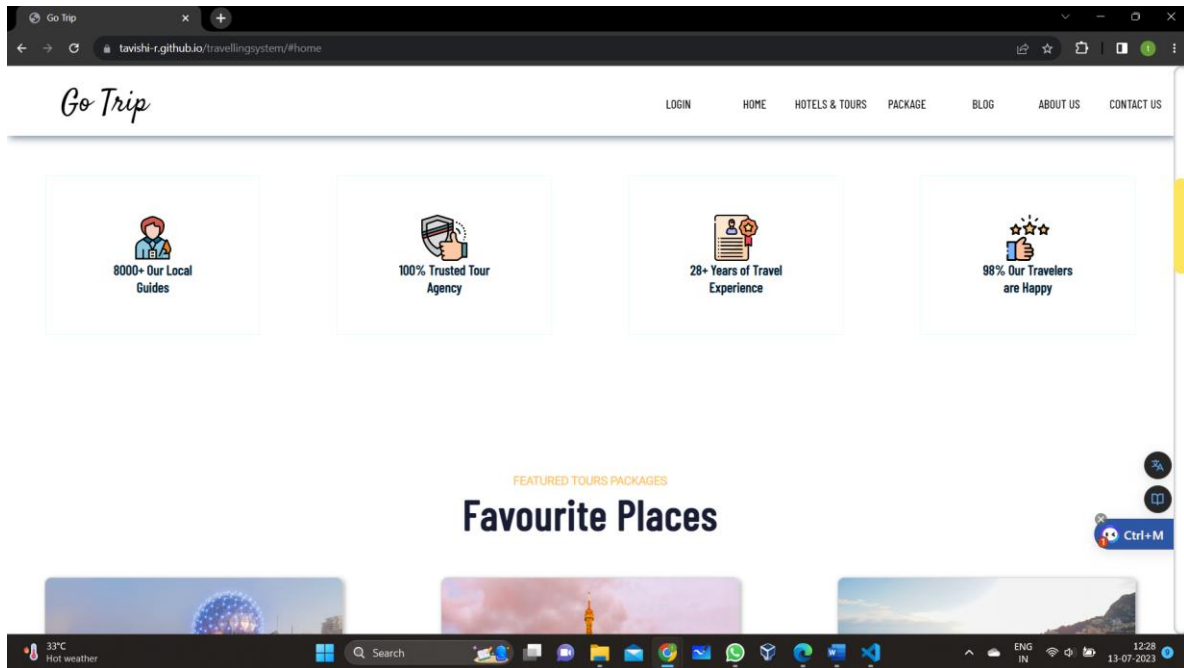 Go Trip
tavishi-r.github.io/travellingsystem/#home
Go Trip
LOGIN HOME HOTELS & TOURS PACKAGE BLOG ABOUT US CONTACT US
8000+ Our Local
Guides
100% Trusted Tour
Agency
28+ Years of Travel
Experience
98% Our Travelers
are Happy
FEATURED TOURS PACKAGES
Favourite Places
Ctrl+M
1
33°C
Hot weather
Search
ENG
IN
12:28
13-07-2023
9